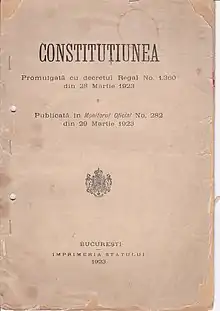 CONSTITUȚIUNEA
Promulgată cu decretul Regal No. 1.360
din 28 Martie 1923
Publicată în Monitorul Oficial No. 282
din 29 Martie 1923
BUCUREȘTI
IMPRIMERIA STATULUI
1923